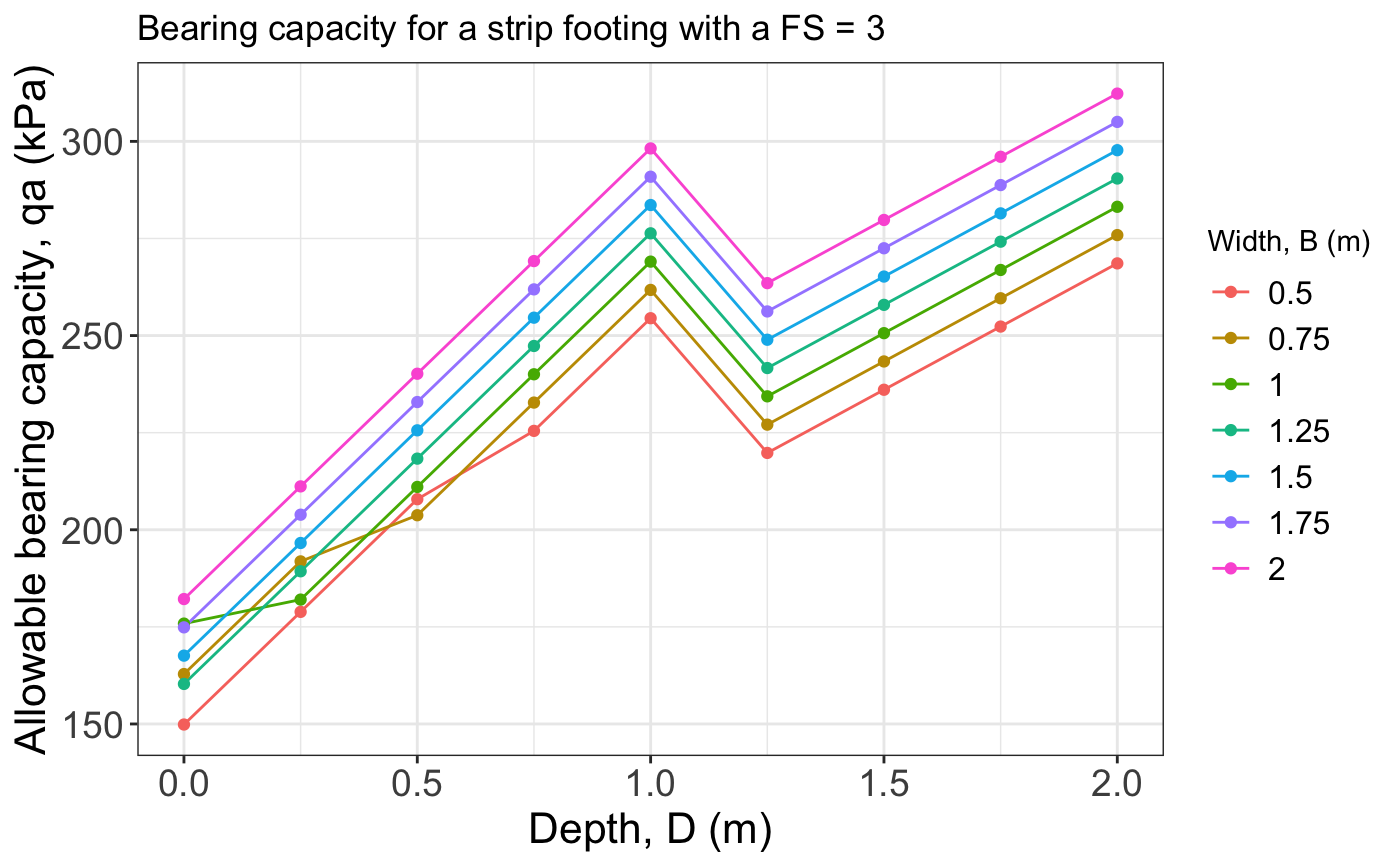 Bearing capacity for a strip footing with a FS = 3
Allowable bearing capacity, qa (kPa)
300
250
200
150
0.0 0.5 1.0 1.5 2.0
Depth, D (m)
Width, B (m)
0.5
0.75
1
1.25
1.5
1.75
2